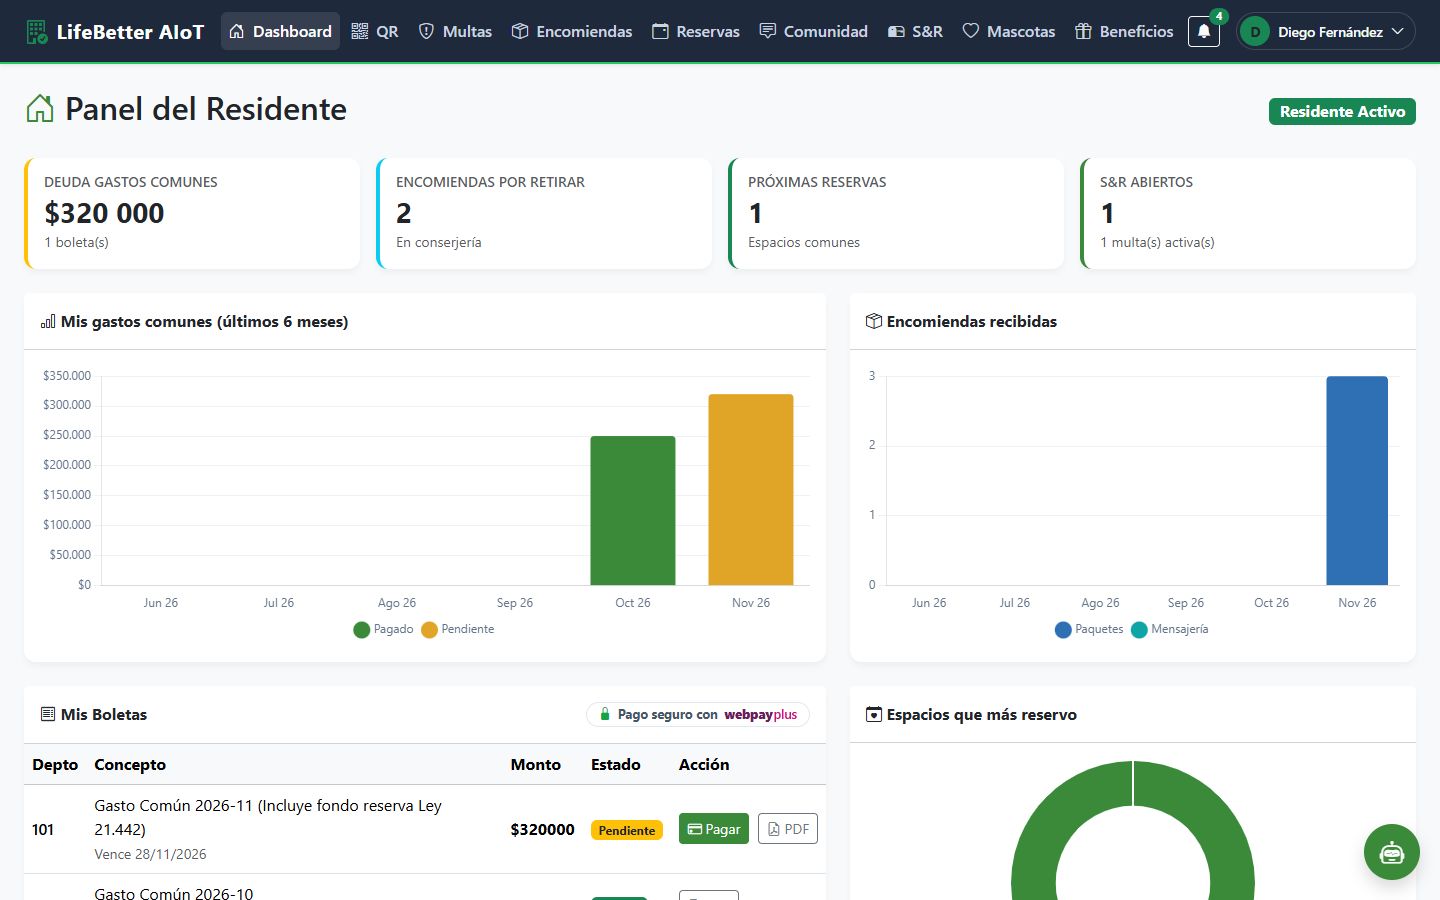 LifeBetter AIoT
Dashboard
QR
Multas
Encomiendas
Reservas
Comunidad
S&R
Mascotas
Beneficios
4
D
Diego Fernández
Panel del Residente
Residente Activo
DEUDA GASTOS COMUNES
$320 000
1 boleta(s)
ENCOMIENDAS POR RETIRAR
2
En conserjería
PRÓXIMAS RESERVAS
1
Espacios comunes
S&R ABIERTOS
1
1 multa(s) activa(s)
Mis gastos comunes (últimos 6 meses)
$350.000
$300.000
$250.000
$200.000
$150.000
$100.000
$50.000
$0
Jun 26
Jul 26
Ago 26
Sep 26
Oct 26
Nov 26
Pagado
Pendiente
Encomiendas recibidas
3
2
1
0
Jun 26
Jul 26
Ago 26
Sep 26
Oct 26
Nov 26
Paquetes
Mensajería
Mis Boletas
Pago seguro con webpayplus
Depto Concepto Monto Estado Acción
Gasto Común 2026-11 (Incluye fondo reserva Ley
101 21.442) $320000 Pendiente Pagar PDF
Vence 28/11/2026
Gasto Común 2026-10
Espacios que más reservo